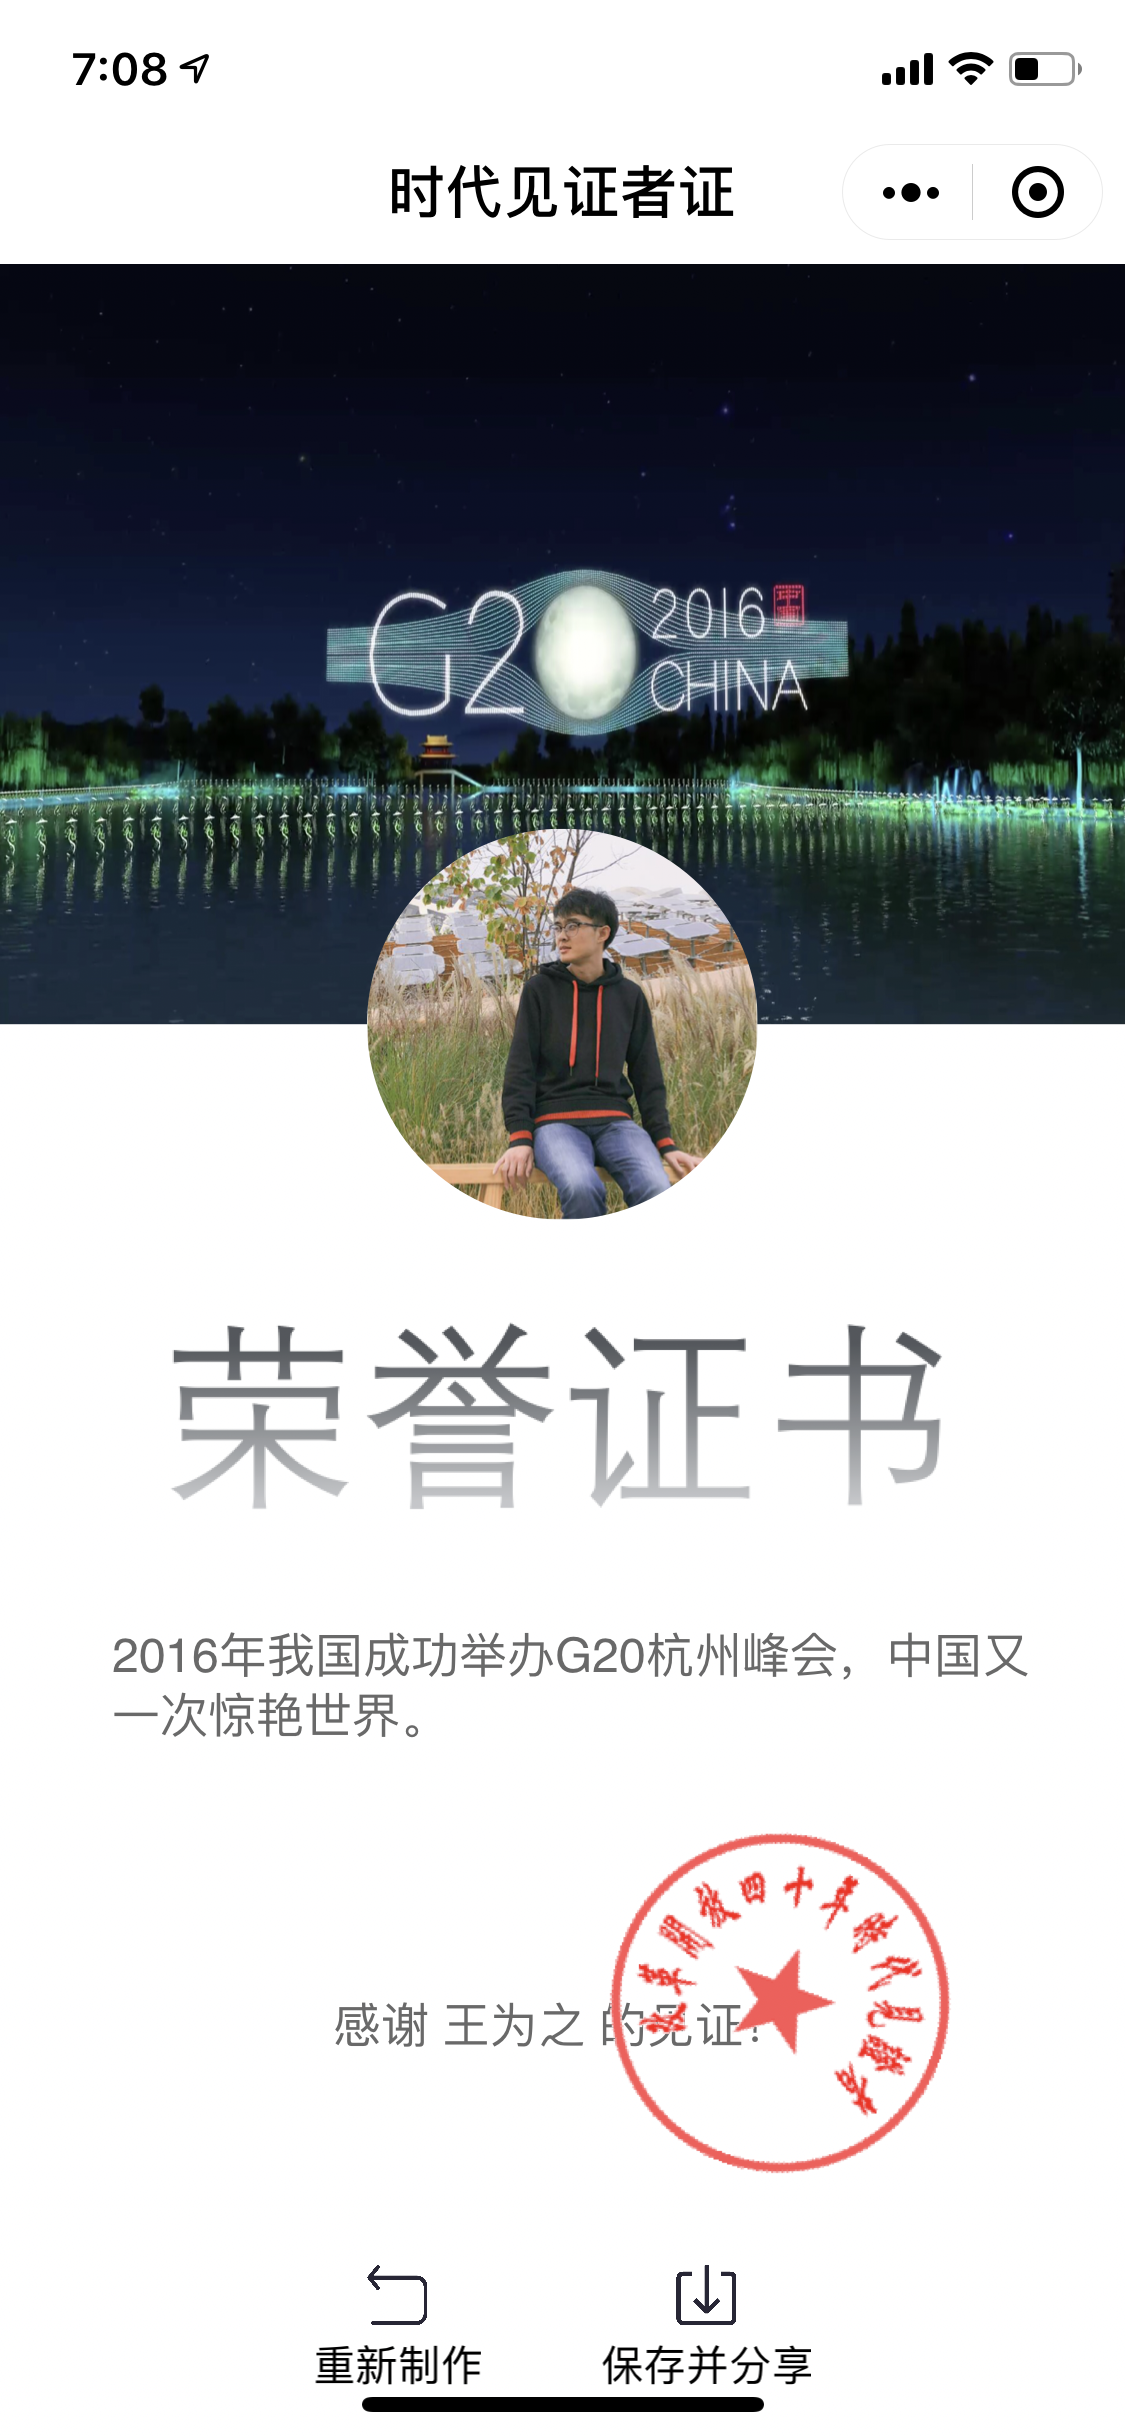 7:08
时代见证者证
G20
2016
CHINA
荣誉证书
2016年我国成功举办G20杭州峰会，中国又
一次惊艳世界。
改革開放四十年時代見證者
感谢 王为之 的见证！
重新制作
保存并分享